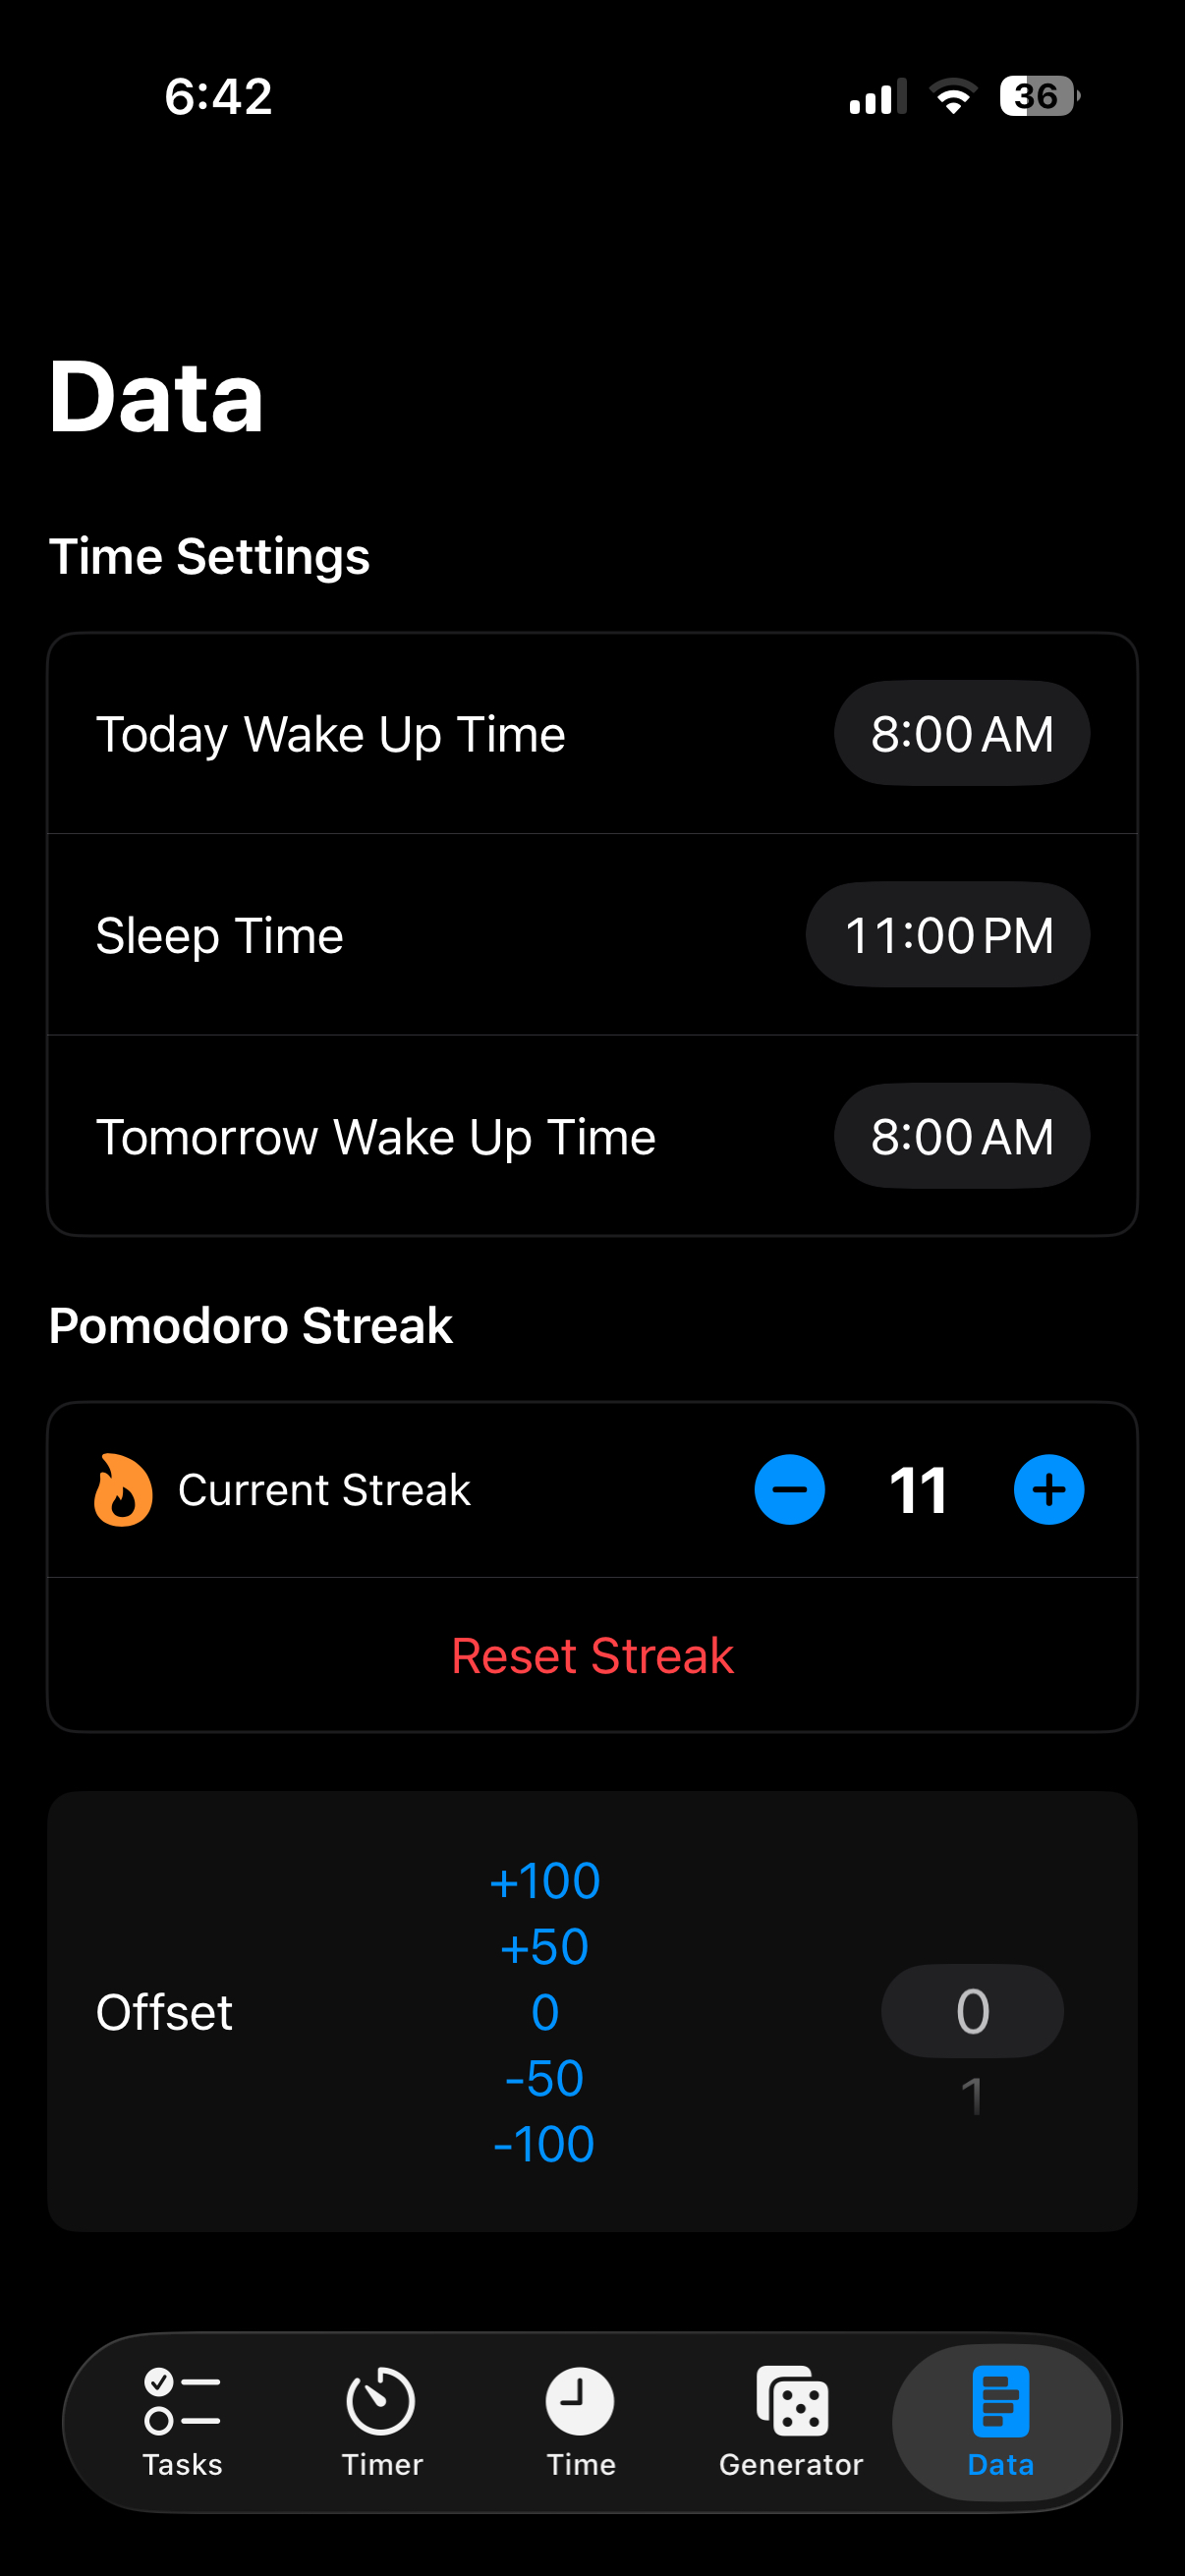 6:42
36
Data
Time Settings
Today Wake Up Time 8:00 AM
Sleep Time 11:00 PM
Tomorrow Wake Up Time 8:00 AM
Pomodoro Streak
Current Streak 11
Reset Streak
+100
+50
Offset 0 0
-50 1
-100
Tasks Timer Time Generator Data